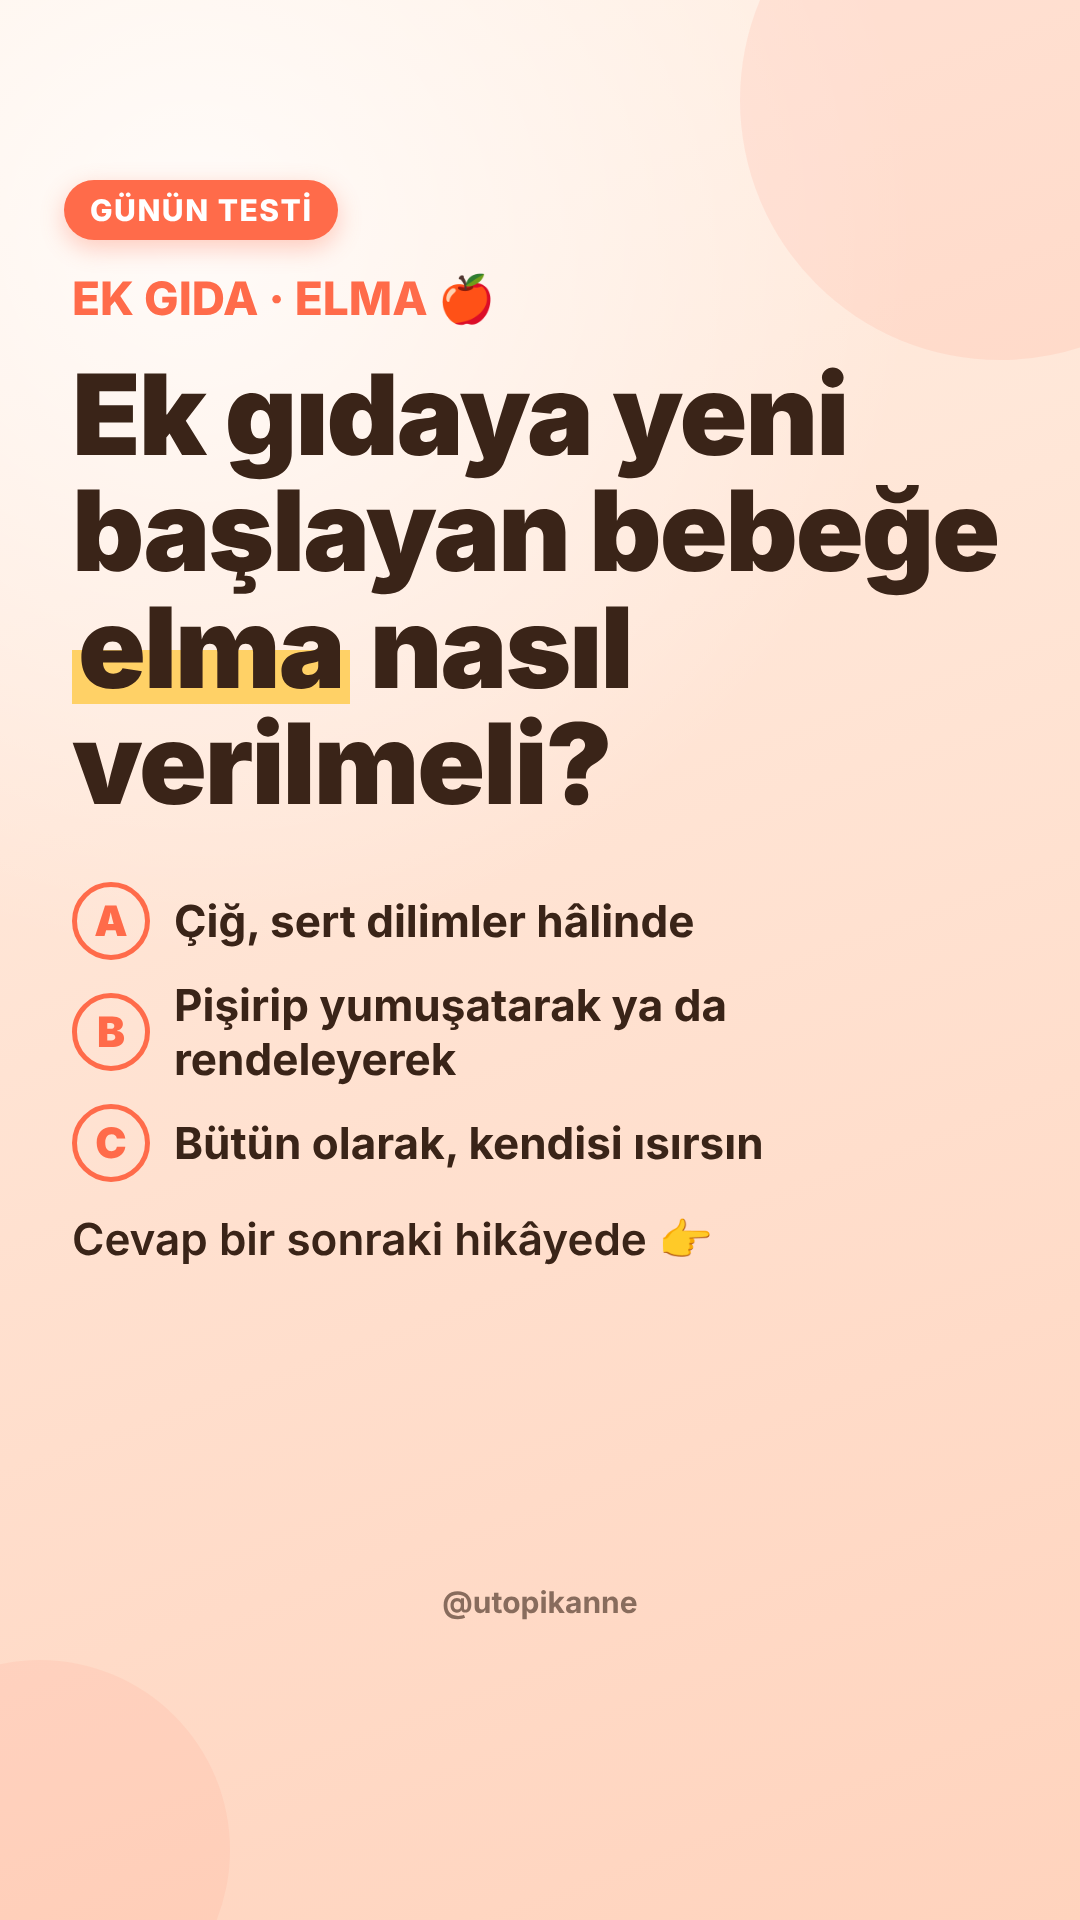 GÜNÜN TESTİ
EK GIDA · ELMA 🍎
Ek gıdaya yeni
başlayan bebeğe
elma nasıl
verilmeli?
A Çiğ, sert dilimler hâlinde
B Pişirip yumuşatarak ya da
rendeleyerek
C Bütün olarak, kendisi ısırsın
Cevap bir sonraki hikâyede 👉
@utopikanne